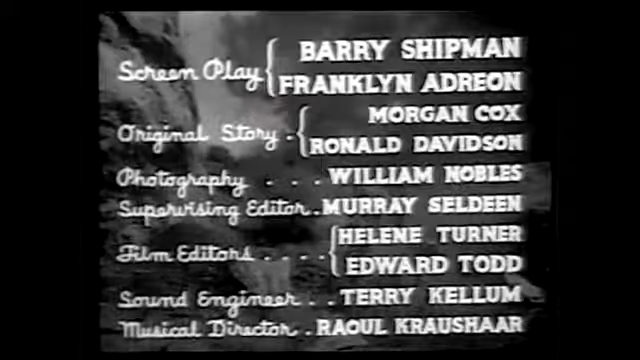 Screen Play { BARRY SHIPMAN
FRANKLYN ADREON
Original Story . { MORGAN COX
RONALD DAVIDSON
Photography . . . WILLIAM NOBLES
Supervising Editor . MURRAY SELDEEN
Film Editors . . . . { HELENE TURNER
EDWARD TODD
Sound Engineer . . TERRY KELLUM
Musical Director . RAOUL KRAUSHAAR